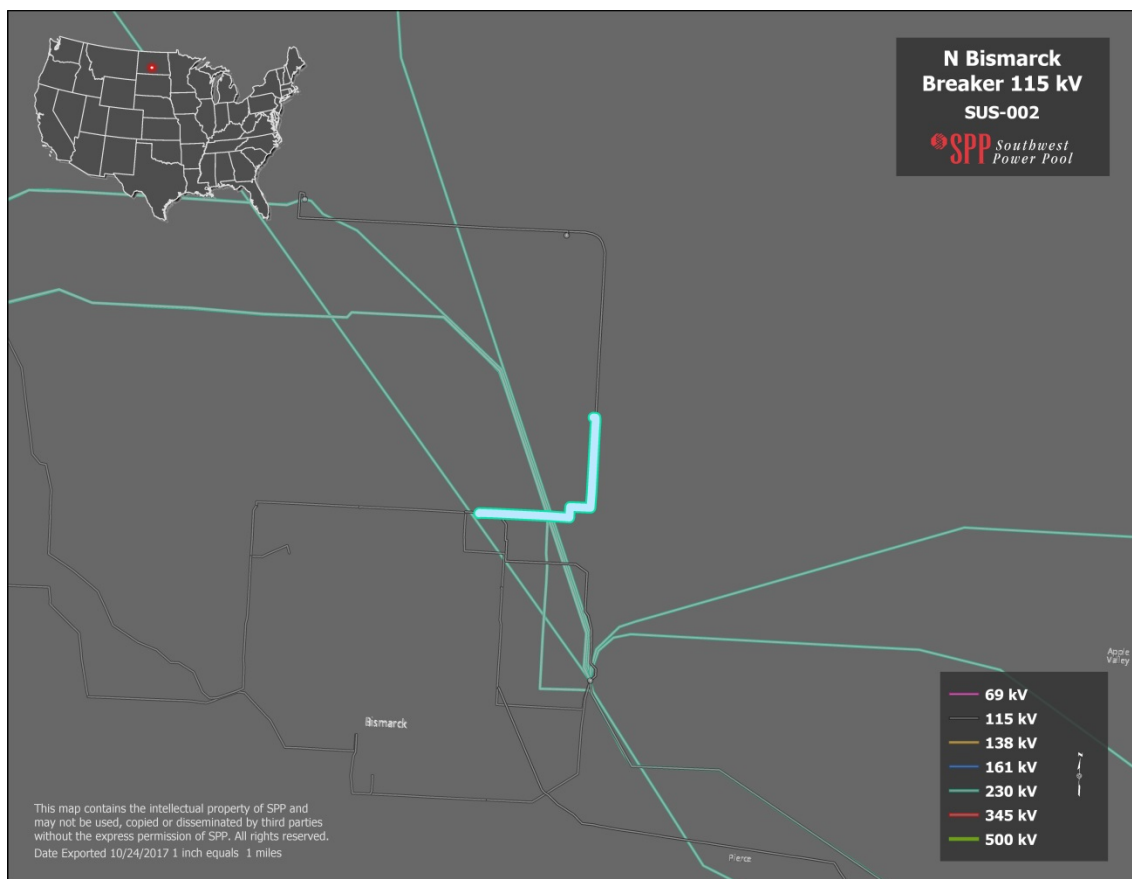 N Bismarck
Breaker 115 kV
SUS-002
SPP Southwest
Power Pool
Apple
Valley
Bismarck
Pierce
69 kV
115 kV
138 kV
161 kV
230 kV
345 kV
500 kV
This map contains the intellectual property of SPP and
may not be used, copied or disseminated by third parties
without the express permission of SPP. All rights reserved.
Date Exported 10/24/2017 1 inch equals 1 miles